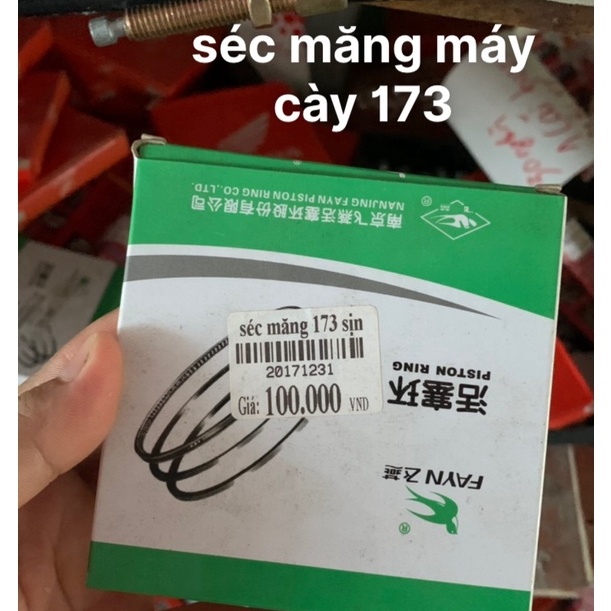 séc măng máy
cày 173
南京飞燕活塞环股份有限公司
NANJING FAYN PISTON RING CO.,LTD.
®
séc măng 173 sịn
20171231
Giá: 100.000 VND
活塞环
PISTON RING
FAYN 飞燕
®